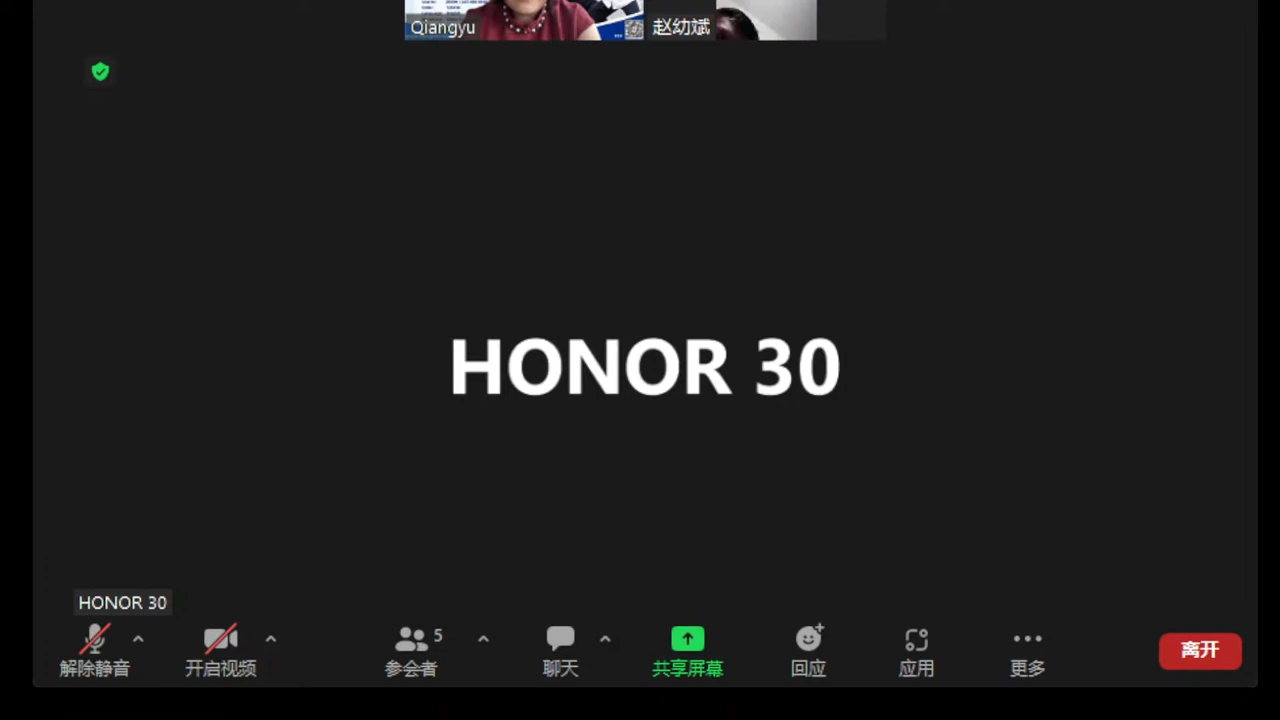 Qiangyu
赵幼斌
HONOR 30
HONOR 30
5
解除静音
开启视频
参会者
聊天
共享屏幕
回应
应用
更多
离开